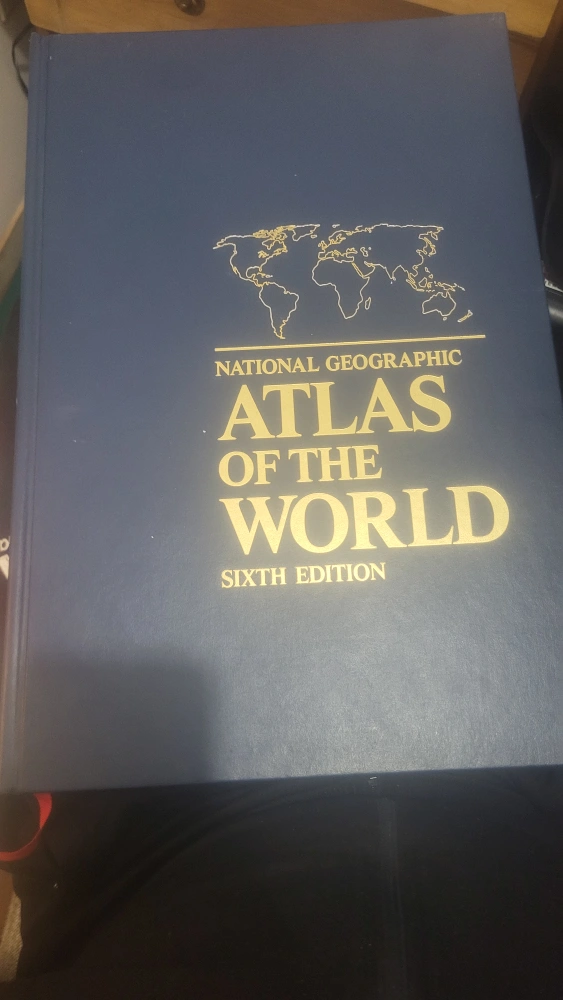 NATIONAL GEOGRAPHIC
ATLAS
OF THE
WORLD
SIXTH EDITION